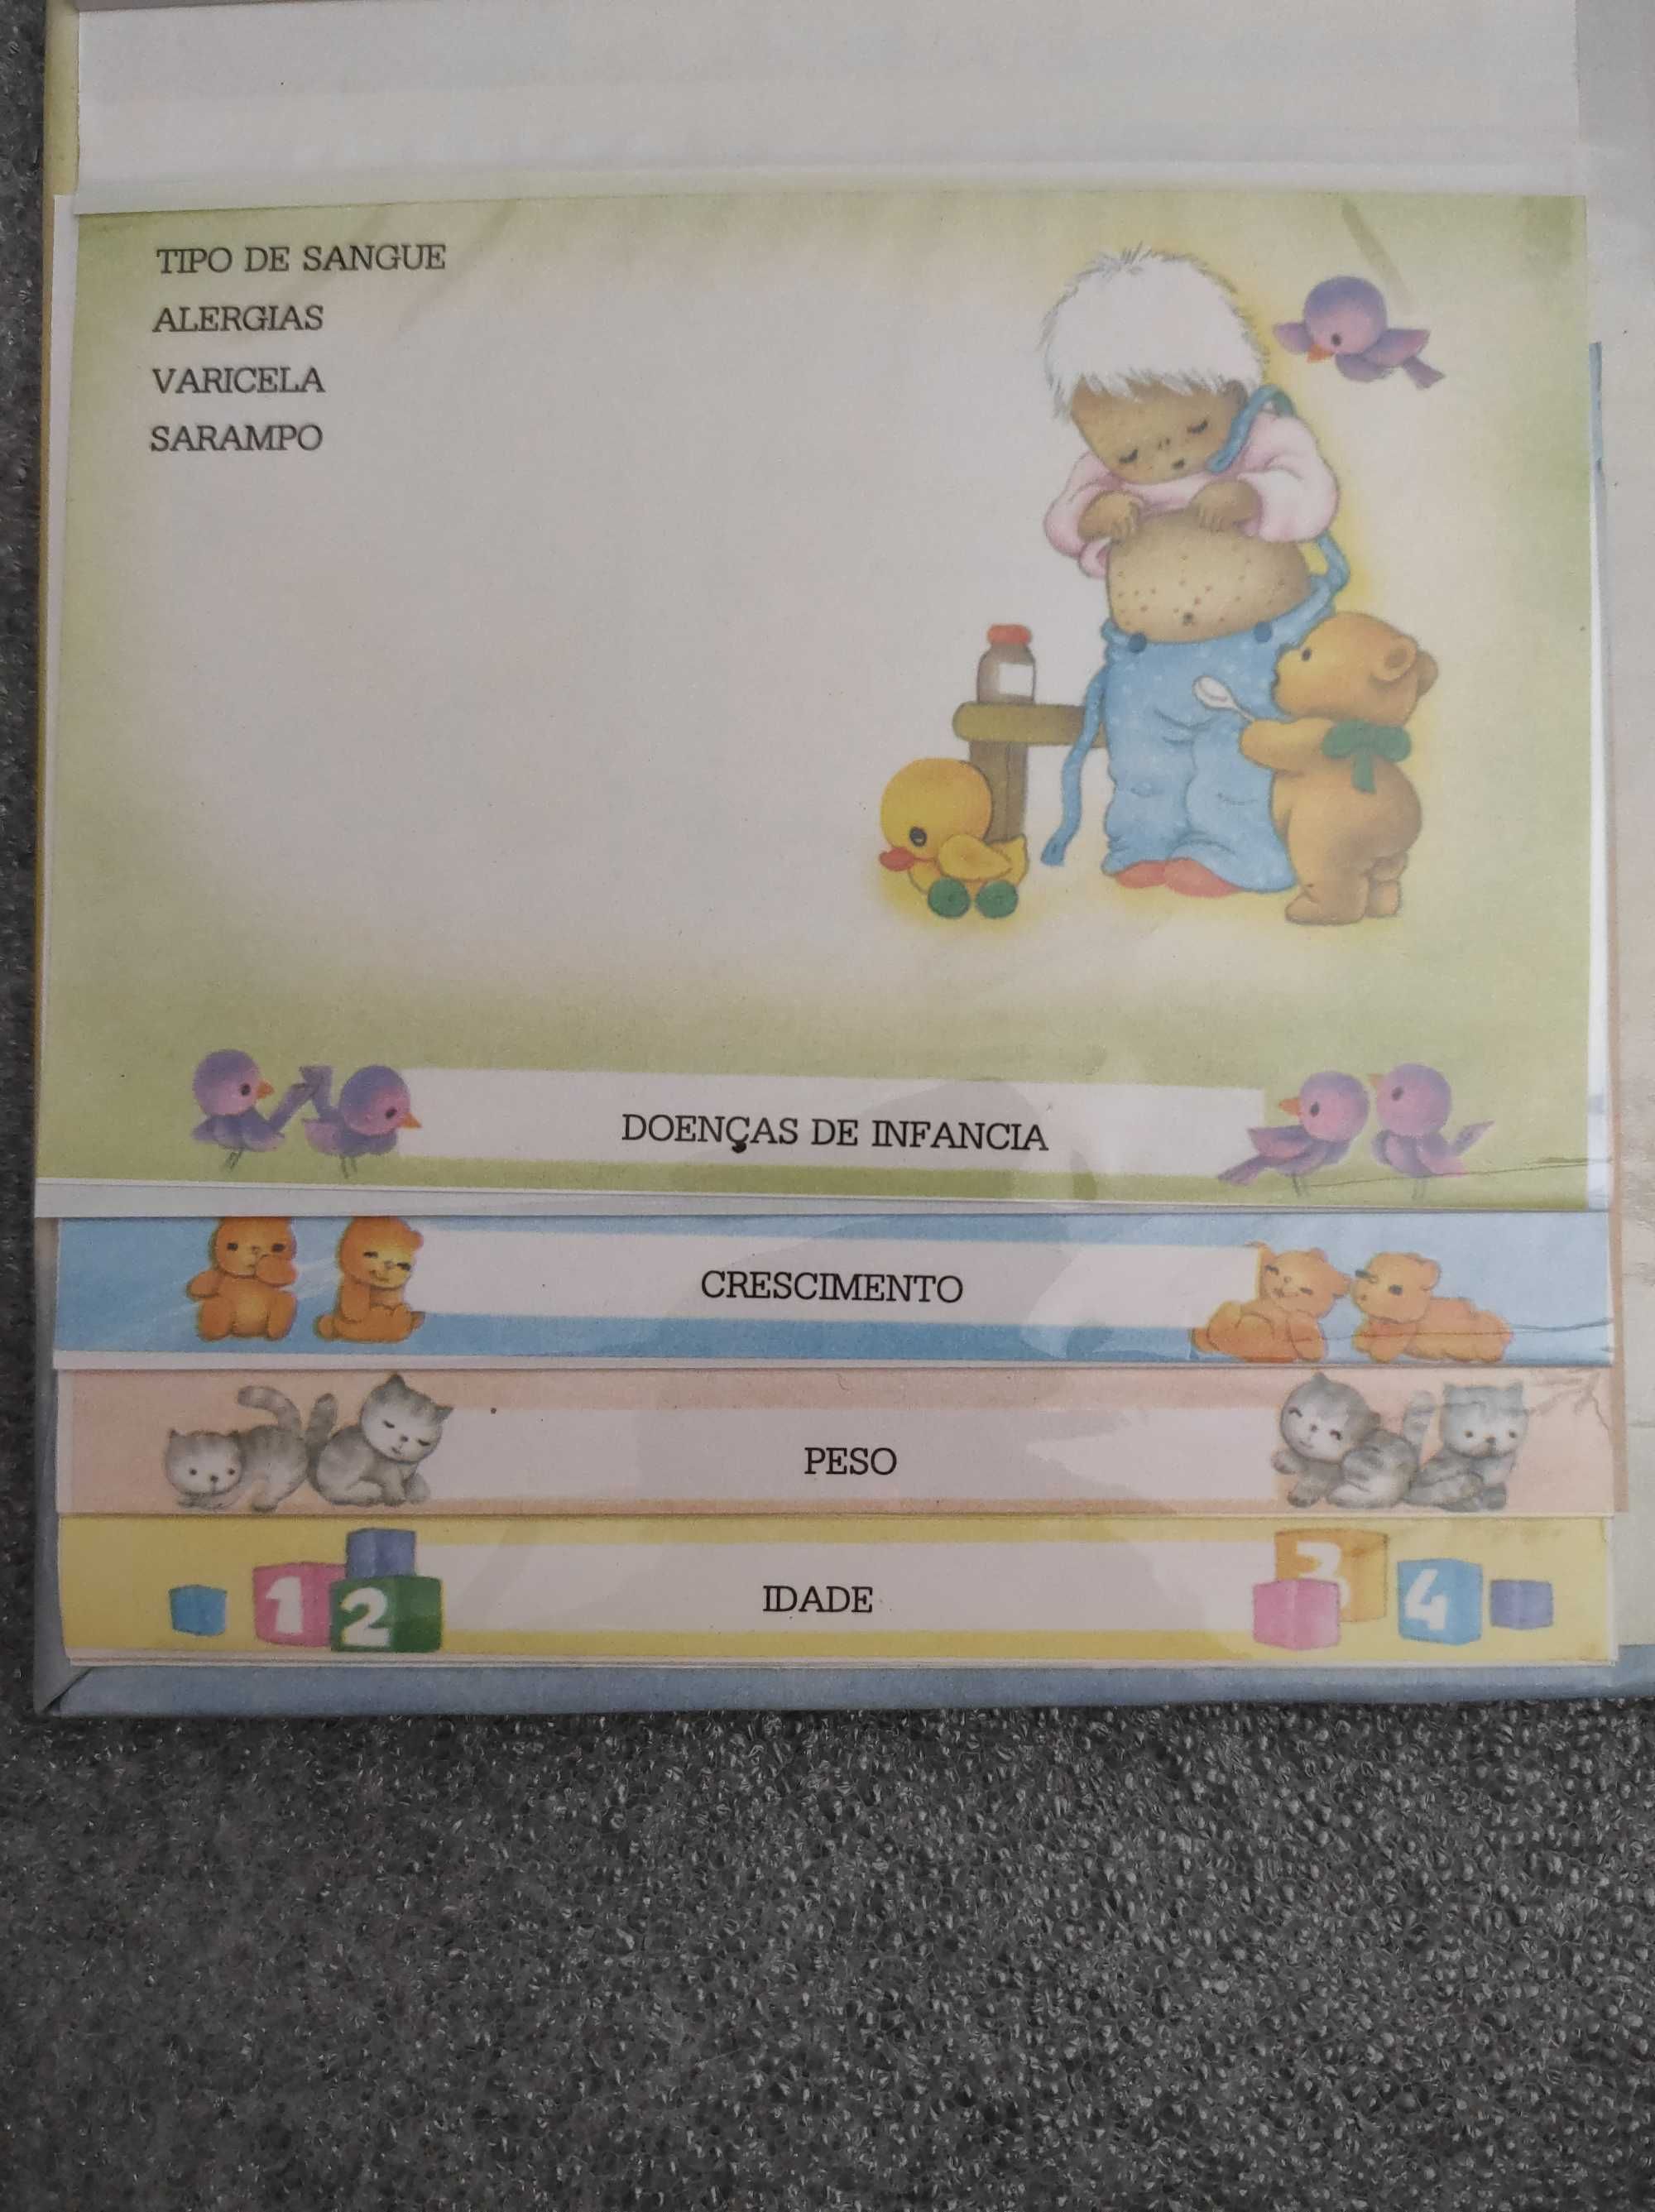 TIPO DE SANGUE
ALERGIAS
VARICELA
SARAMPO
DOENÇAS DE INFANCIA
CRESCIMENTO
PESO
IDADE
1 2
3 4